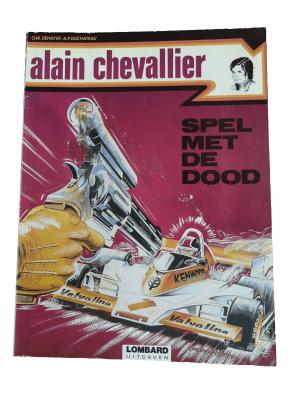 CHR. DENAYER - A.P. DUCHATEAU
alain chevallier
SPEL
MET
DE
DOOD
KENWOOD
Valvoline
Valvoline
LOMBARD
UITGAVEN